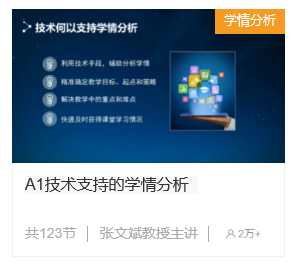 学情分析
技术何以支持学情分析
利用技术手段，辅助分析学情
精准确定教学目标、起点和策略
解决教学中的重点和难点
快速及时获得课堂学习情况
A1技术支持的学情分析
共123节 | 张文斌教授主讲 | 2万+